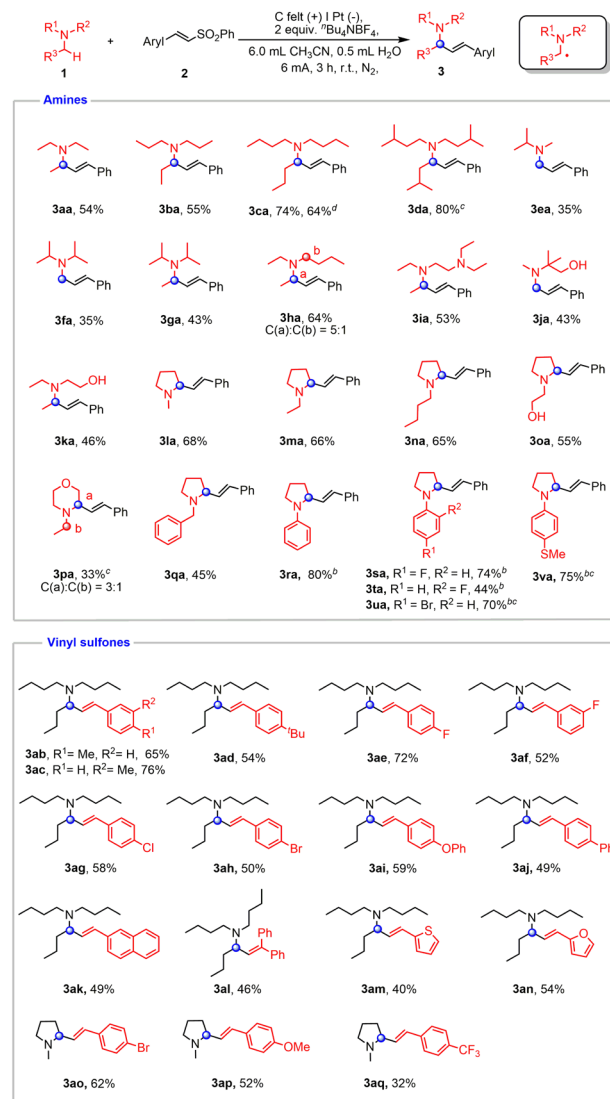 C felt (+) I Pt (-),
2 equiv. ⁿBu₄NBF₄,
6.0 mL CH₃CN, 0.5 mL H₂O
6 mA, 3 h, r.t., N₂,
R¹ N R²
R³ H
1
+
Aryl SO₂Ph
2
R¹ N R²
R³ Aryl
3
R¹ N R²
R³ •
Amines
N Ph
3aa, 54%
N Ph
3ba, 55%
N Ph
3ca, 74%, 64%ᵈ
N Ph
3da, 80%ᶜ
N Ph
3ea, 35%
N Ph
3fa, 35%
N Ph
3ga, 43%
N b a Ph
3ha, 64%
C(a):C(b) = 5:1
N N Ph
3ia, 53%
N OH Ph
3ja, 43%
N OH Ph
3ka, 46%
N Ph
3la, 68%
N Ph
3ma, 66%
N Ph
3na, 65%
N Ph OH
3oa, 55%
O a N Ph b
3pa, 33%ᶜ
C(a):C(b) = 3:1
N Ph
3qa, 45%
N Ph
3ra, 80%ᵇ
N Ph R² R¹
3sa, R¹ = F, R² = H, 74%ᵇ
3ta, R¹ = H, R² = F, 44%ᵇ
3ua, R¹ = Br, R² = H, 70%ᵇᶜ
N Ph SMe
3va, 75%ᵇᶜ
Vinyl sulfones
N R² R¹
3ab, R¹= Me, R²= H, 65%
3ac, R¹= H, R²= Me, 76%
N ᵗBu
3ad, 54%
N F
3ae, 72%
N F
3af, 52%
N Cl
3ag, 58%
N Br
3ah, 50%
N OPh
3ai, 59%
N Ph
3aj, 49%
N
3ak, 49%
N Ph Ph
3al, 46%
N S
3am, 40%
N O
3an, 54%
N Br
3ao, 62%
N OMe
3ap, 52%
N CF₃
3aq, 32%